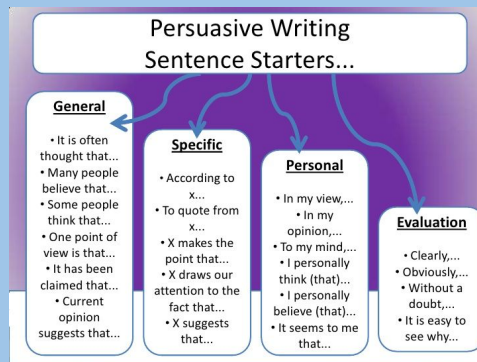 Persuasive Writing
Sentence Starters...
General
• It is often
thought that...
• Many people
believe that...
• Some people
think that...
• One point of
view is that...
• It has been
claimed that...
• Current
opinion
suggests that...
Specific
• According to
x...
• To quote from
x...
• X makes the
point that...
• X draws our
attention to the
fact that...
• X suggests
that...
Personal
• In my view,...
• In my
opinion,...
• To my mind,...
• I personally
think (that)...
• I personally
believe (that)...
• It seems to me
that...
Evaluation
• Clearly,...
• Obviously,...
• Without a
doubt,...
• It is easy to
see why...